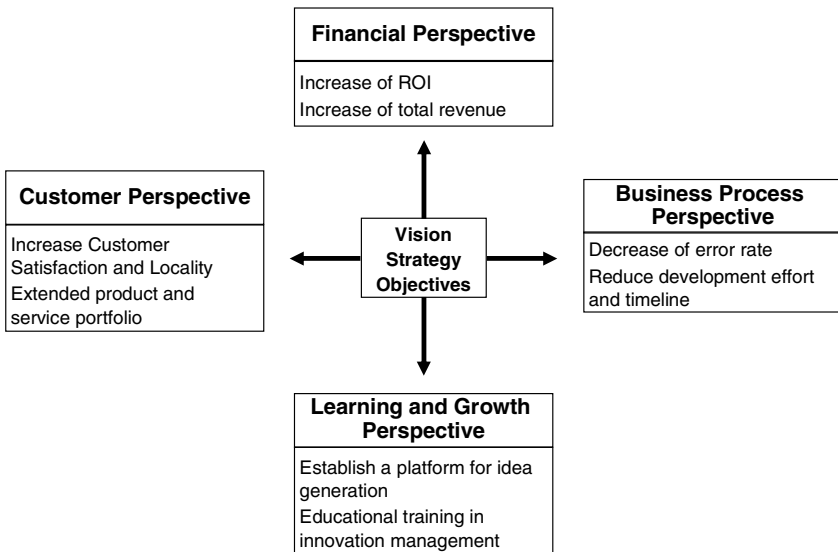 Financial Perspective
Increase of ROI
Increase of total revenue
Customer Perspective
Increase Customer
Satisfaction and Locality
Extended product and
service portfolio
Vision
Strategy
Objectives
Business Process
Perspective
Decrease of error rate
Reduce development effort
and timeline
Learning and Growth
Perspective
Establish a platform for idea
generation
Educational training in
innovation management